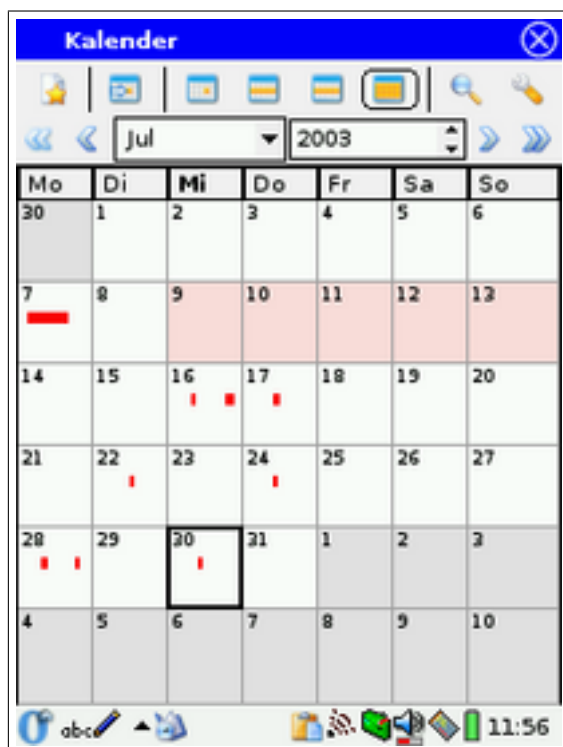 Kalender
Jul 2003
Mo Di Mi Do Fr Sa So
30 1 2 3 4 5 6
7 8 9 10 11 12 13
14 15 16 17 18 19 20
21 22 23 24 25 26 27
28 29 30 31 1 2 3
4 5 6 7 8 9 10
abc 11:56